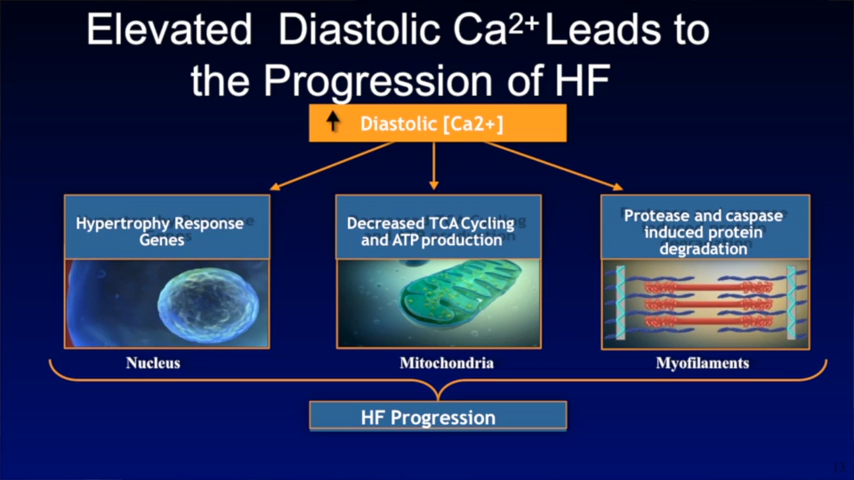 Elevated Diastolic Ca²⁺ Leads to
the Progression of HF
Diastolic [Ca2+]
Hypertrophy Response
Genes
Decreased TCA Cycling
and ATP production
Protease and caspase
induced protein
degradation
Nucleus
Mitochondria
Myofilaments
HF Progression